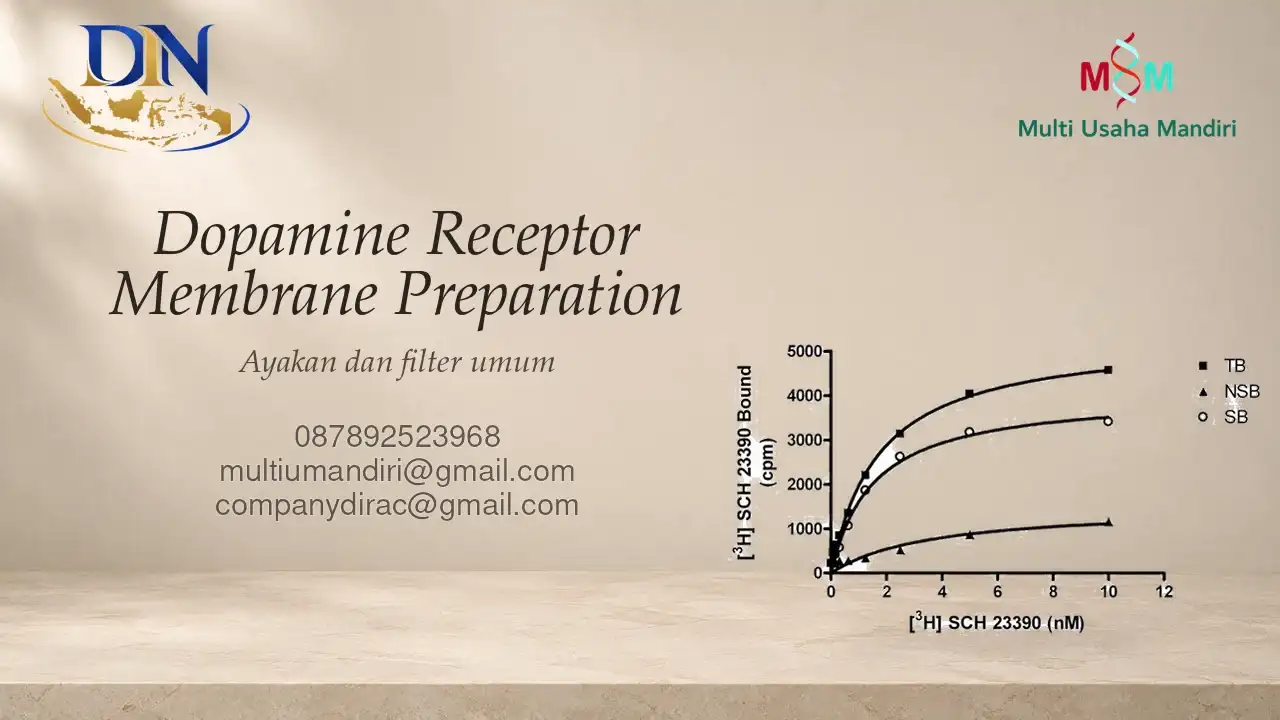 DIN
M M
Multi Usaha Mandiri
Dopamine Receptor
Membrane Preparation
Ayakan dan filter umum
087892523968
multiumandiri@gmail.com
companydirac@gmail.com
[³H] SCH 23390 Bound
(cpm)
5000
4000
3000
2000
1000
0
0 2 4 6 8 10 12
[³H] SCH 23390 (nM)
TB
NSB
SB